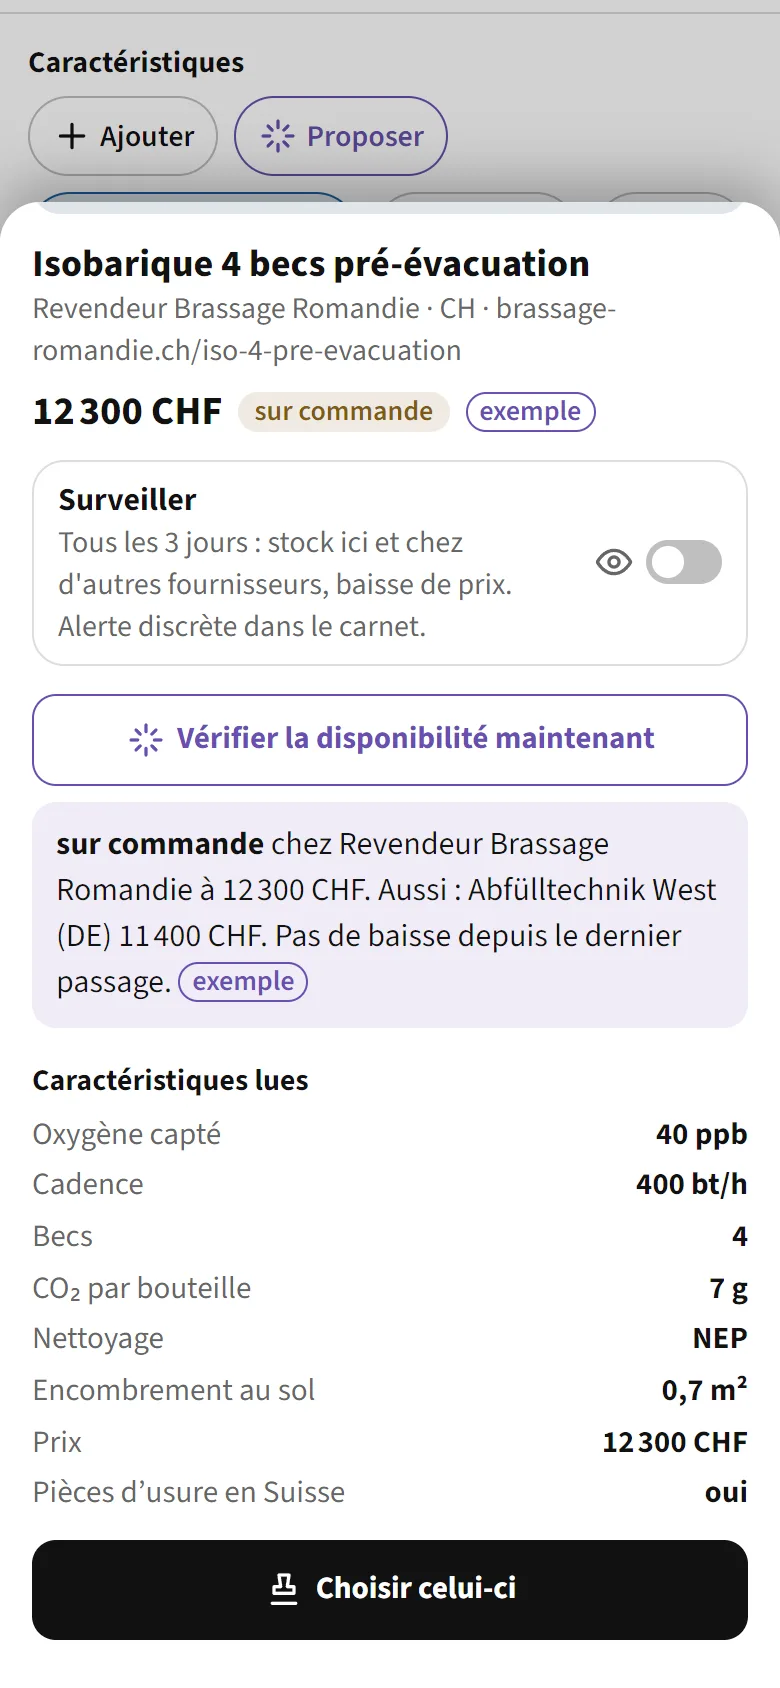 Caractéristiques
Ajouter
Proposer
Isobarique 4 becs pré-évacuation
Revendeur Brassage Romandie · CH · brassage-
romandie.ch/iso-4-pre-evacuation
12 300 CHF sur commande exemple
Surveiller
Tous les 3 jours : stock ici et chez
d'autres fournisseurs, baisse de prix.
Alerte discrète dans le carnet.
Vérifier la disponibilité maintenant
sur commande chez Revendeur Brassage
Romandie à 12 300 CHF. Aussi : Abfülltechnik West
(DE) 11 400 CHF. Pas de baisse depuis le dernier
passage. exemple
Caractéristiques lues
Oxygène capté 40 ppb
Cadence 400 bt/h
Becs 4
CO₂ par bouteille 7 g
Nettoyage NEP
Encombrement au sol 0,7 m²
Prix 12 300 CHF
Pièces d’usure en Suisse oui
Choisir celui-ci